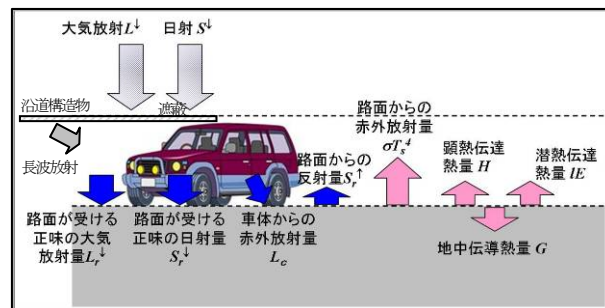 大気放射L↓
日射 S↓
沿道構造物
遮蔽
長波放射
路面からの
赤外放射量
σTs⁴
路面からの
反射量Sr↑
顕熱伝達
熱量 H
潜熱伝達
熱量 lE
路面が受ける
正味の大気
放射量Lr↓
路面が受ける
正味の日射量
Sr↓
車体からの
赤外放射量
Lc
地中伝導熱量 G